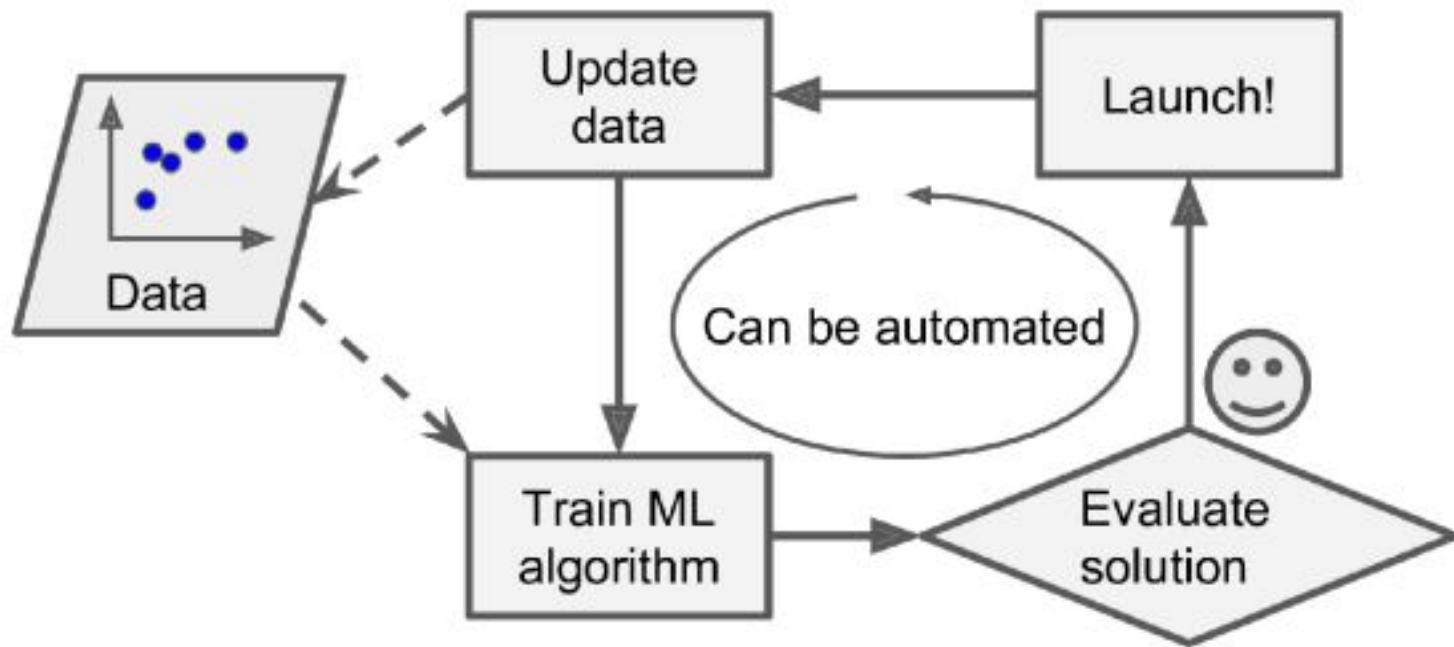 Update
data
Launch!
Data
Can be automated
Train ML
algorithm
Evaluate
solution